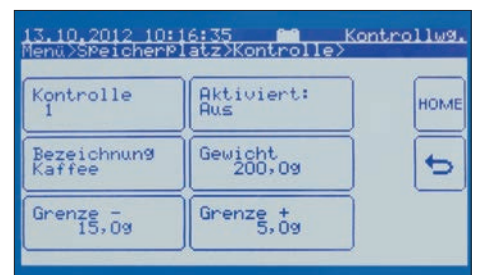 13.10.2012 10:16:35 Kontrollwg.
Menü>Speicherplatz>Kontrolle>
Kontrolle
1
Aktiviert:
Aus
HOME
Bezeichnung
Kaffee
Gewicht
200,0g
Grenze -
15,0g
Grenze +
5,0g